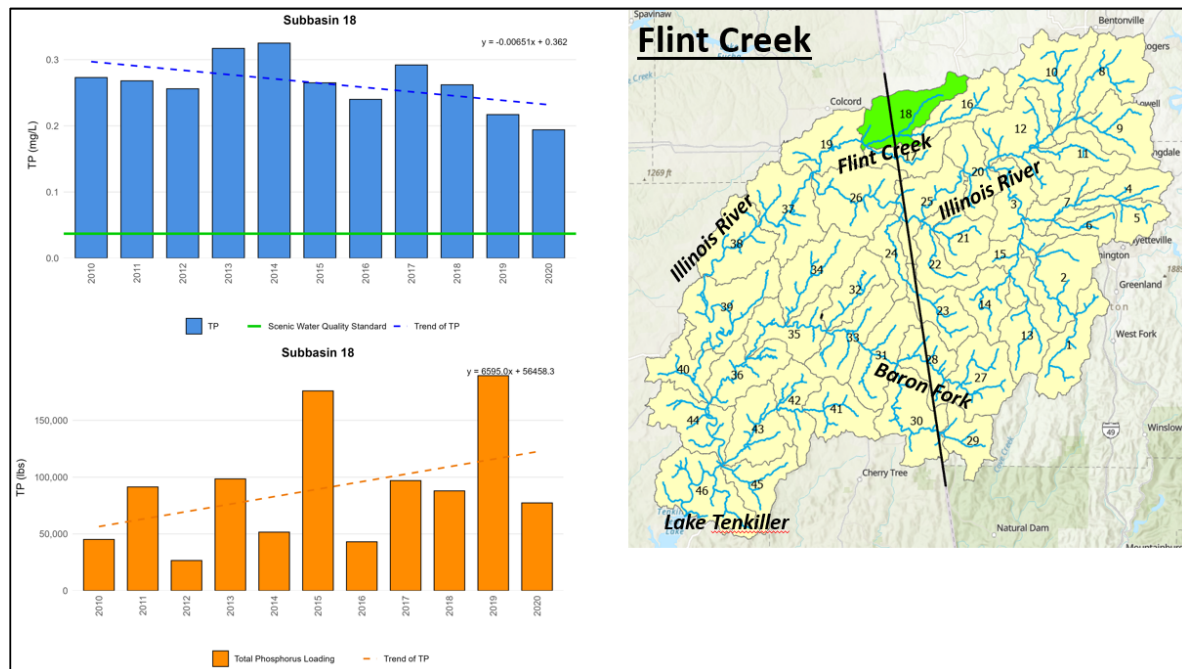 Subbasin 18
y = -0.00651x + 0.362
TP (mg/L)
0.3
0.2
0.1
0.0
2010
2011
2012
2013
2014
2015
2016
2017
2018
2019
2020
TP
Scenic Water Quality Standard
Trend of TP
Subbasin 18
y = 6595.0x + 56458.3
TP (lbs)
150,000
100,000
50,000
0
2010
2011
2012
2013
2014
2015
2016
2017
2018
2019
2020
Total Phosphorus Loading
Trend of TP
Flint Creek
Spavinaw
Bentonville
Colcord
1269 ft
10
8
16
18
9
12
11
19
Flint Creek
20
26
25
Illinois River
3
7
4
5
6
37
Illinois River
38
21
24
22
15
2
Greenland
34
32
39
23
14
13
West Fork
1
35
33
31
28
40
36
Baron Fork
27
42
41
44
43
30
29
49
Winslow
Cherry Tree
45
46
Lake Tenkiller
Natural Dam